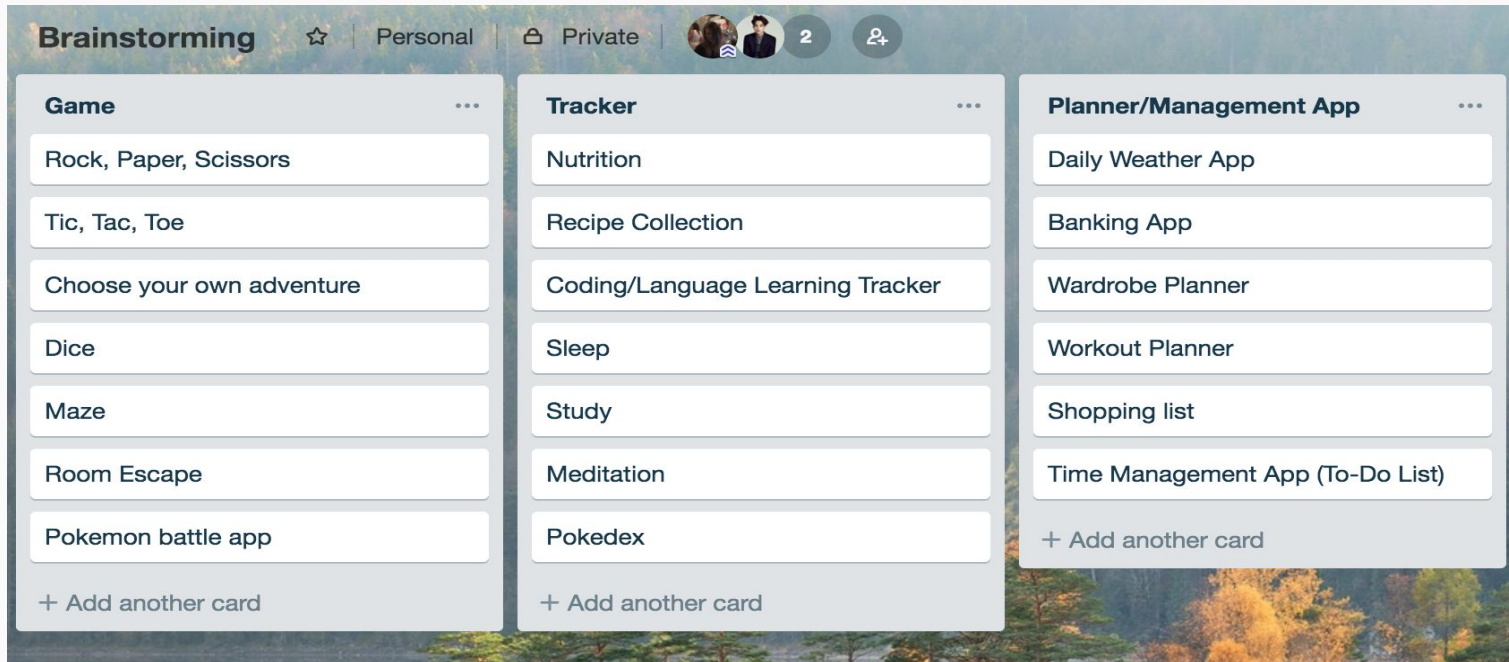 Brainstorming
Personal
Private
2
Game
Rock, Paper, Scissors
Tic, Tac, Toe
Choose your own adventure
Dice
Maze
Room Escape
Pokemon battle app
+ Add another card
Tracker
Nutrition
Recipe Collection
Coding/Language Learning Tracker
Sleep
Study
Meditation
Pokedex
+ Add another card
Planner/Management App
Daily Weather App
Banking App
Wardrobe Planner
Workout Planner
Shopping list
Time Management App (To-Do List)
+ Add another card